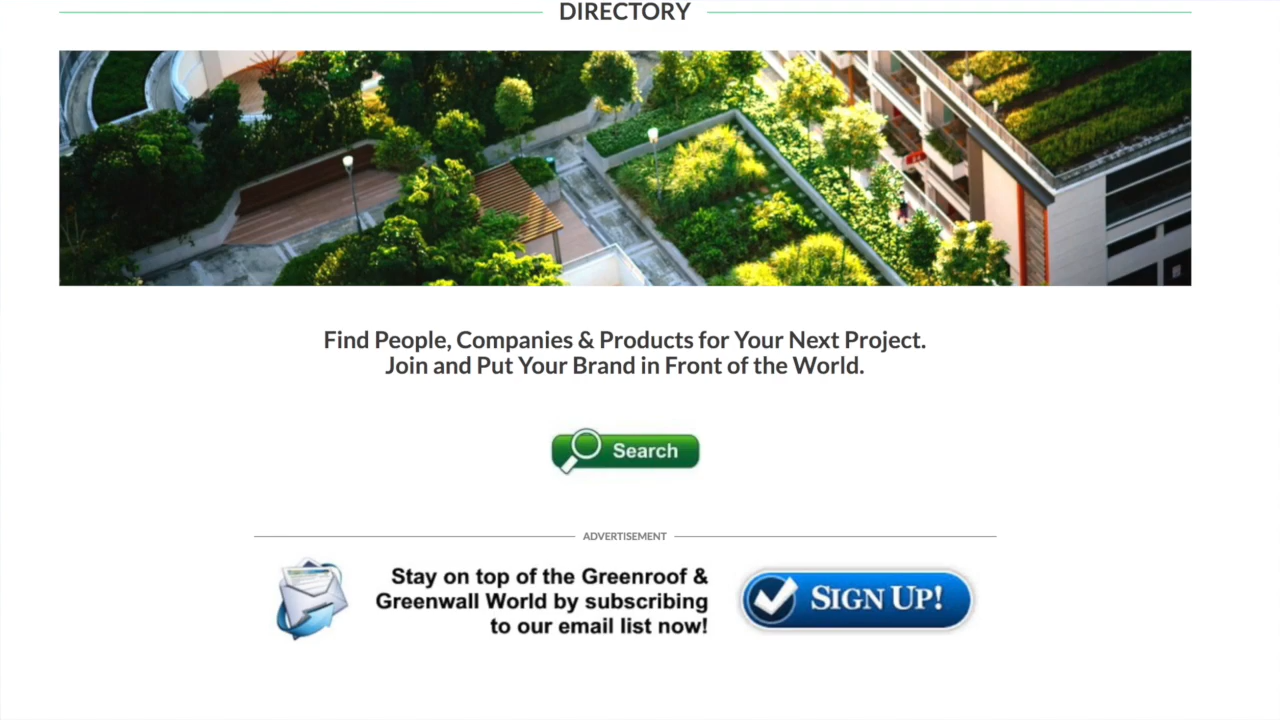 DIRECTORY
Find People, Companies & Products for Your Next Project.
Join and Put Your Brand in Front of the World.
Search
ADVERTISEMENT
Stay on top of the Greenroof &
Greenwall World by subscribing
to our email list now!
SIGN UP!